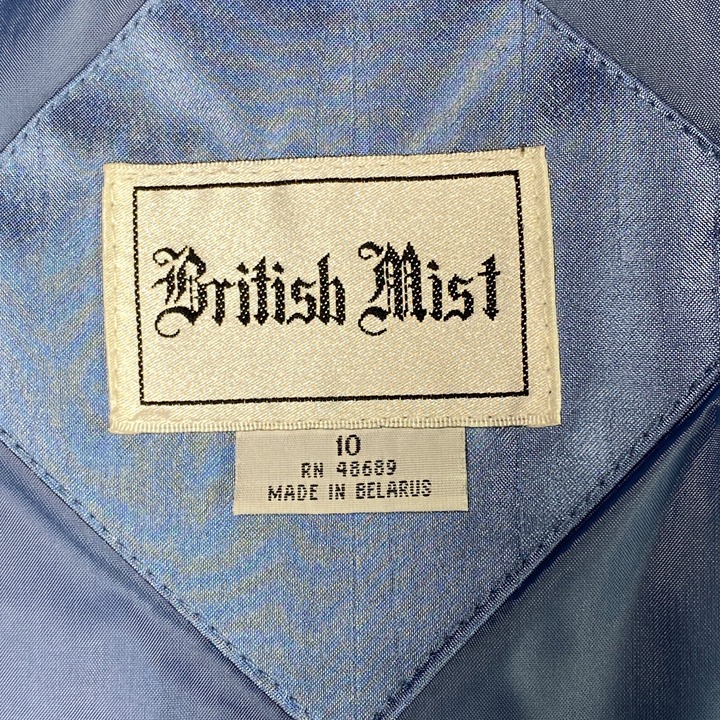 British Mist
10
RN 48689
MADE IN BELARUS